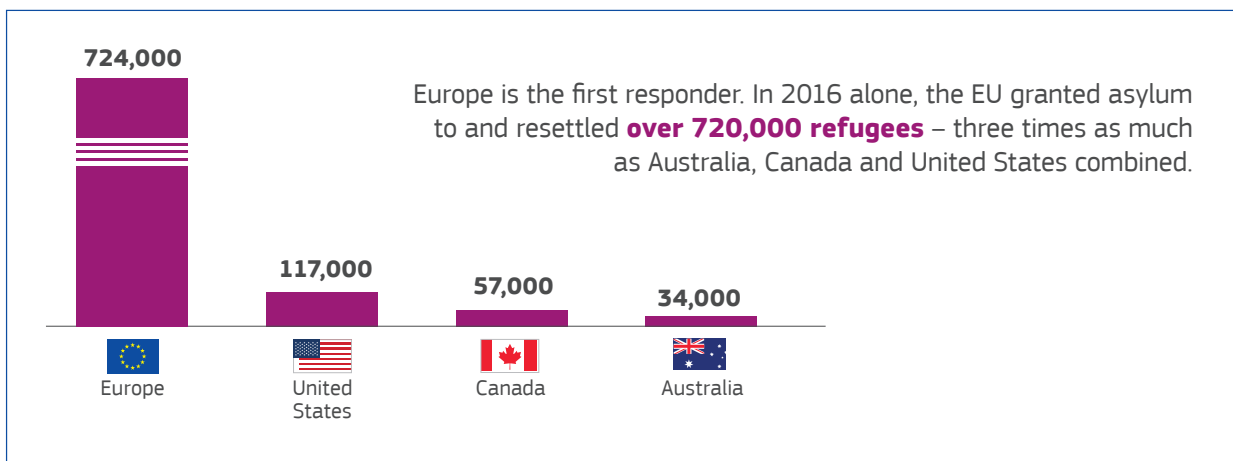 724,000
Europe is the first responder. In 2016 alone, the EU granted asylum
to and resettled over 720,000 refugees – three times as much
as Australia, Canada and United States combined.
117,000
57,000
34,000
Europe
United
States
Canada
Australia